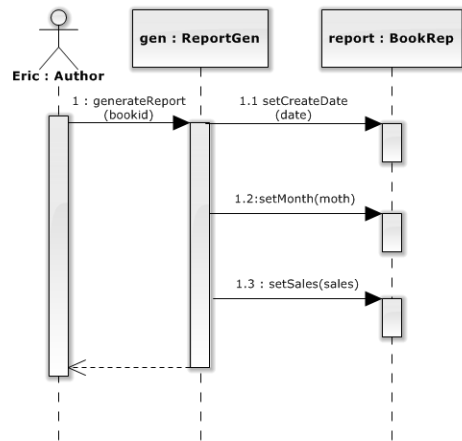 gen : ReportGen
report : BookRep
Eric : Author
1 : generateReport
(bookid)
1.1 setCreateDate
(date)
1.2:setMonth(moth)
1.3 : setSales(sales)